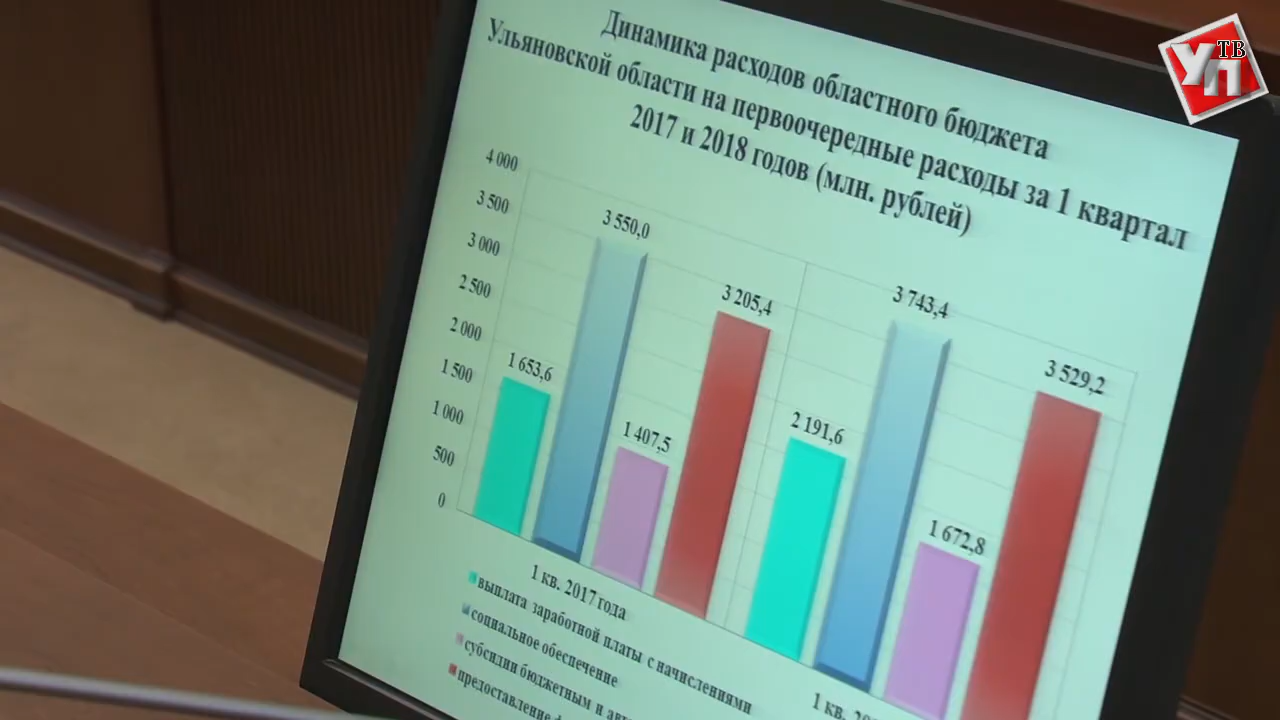 УП ТВ
Динамика расходов областного бюджета
Ульяновской области на первоочередные расходы за 1 квартал
2017 и 2018 годов (млн. рублей)
4 000
3 500
3 000
2 500
2 000
1 500
1 000
500
0
1 653,6
3 550,0
1 407,5
3 205,4
2 191,6
3 743,4
1 672,8
3 529,2
1 кв. 2017 года
1 кв.
выплата заработной платы с начислениями
социальное обеспечение
субсидии бюджетным и
предоставление